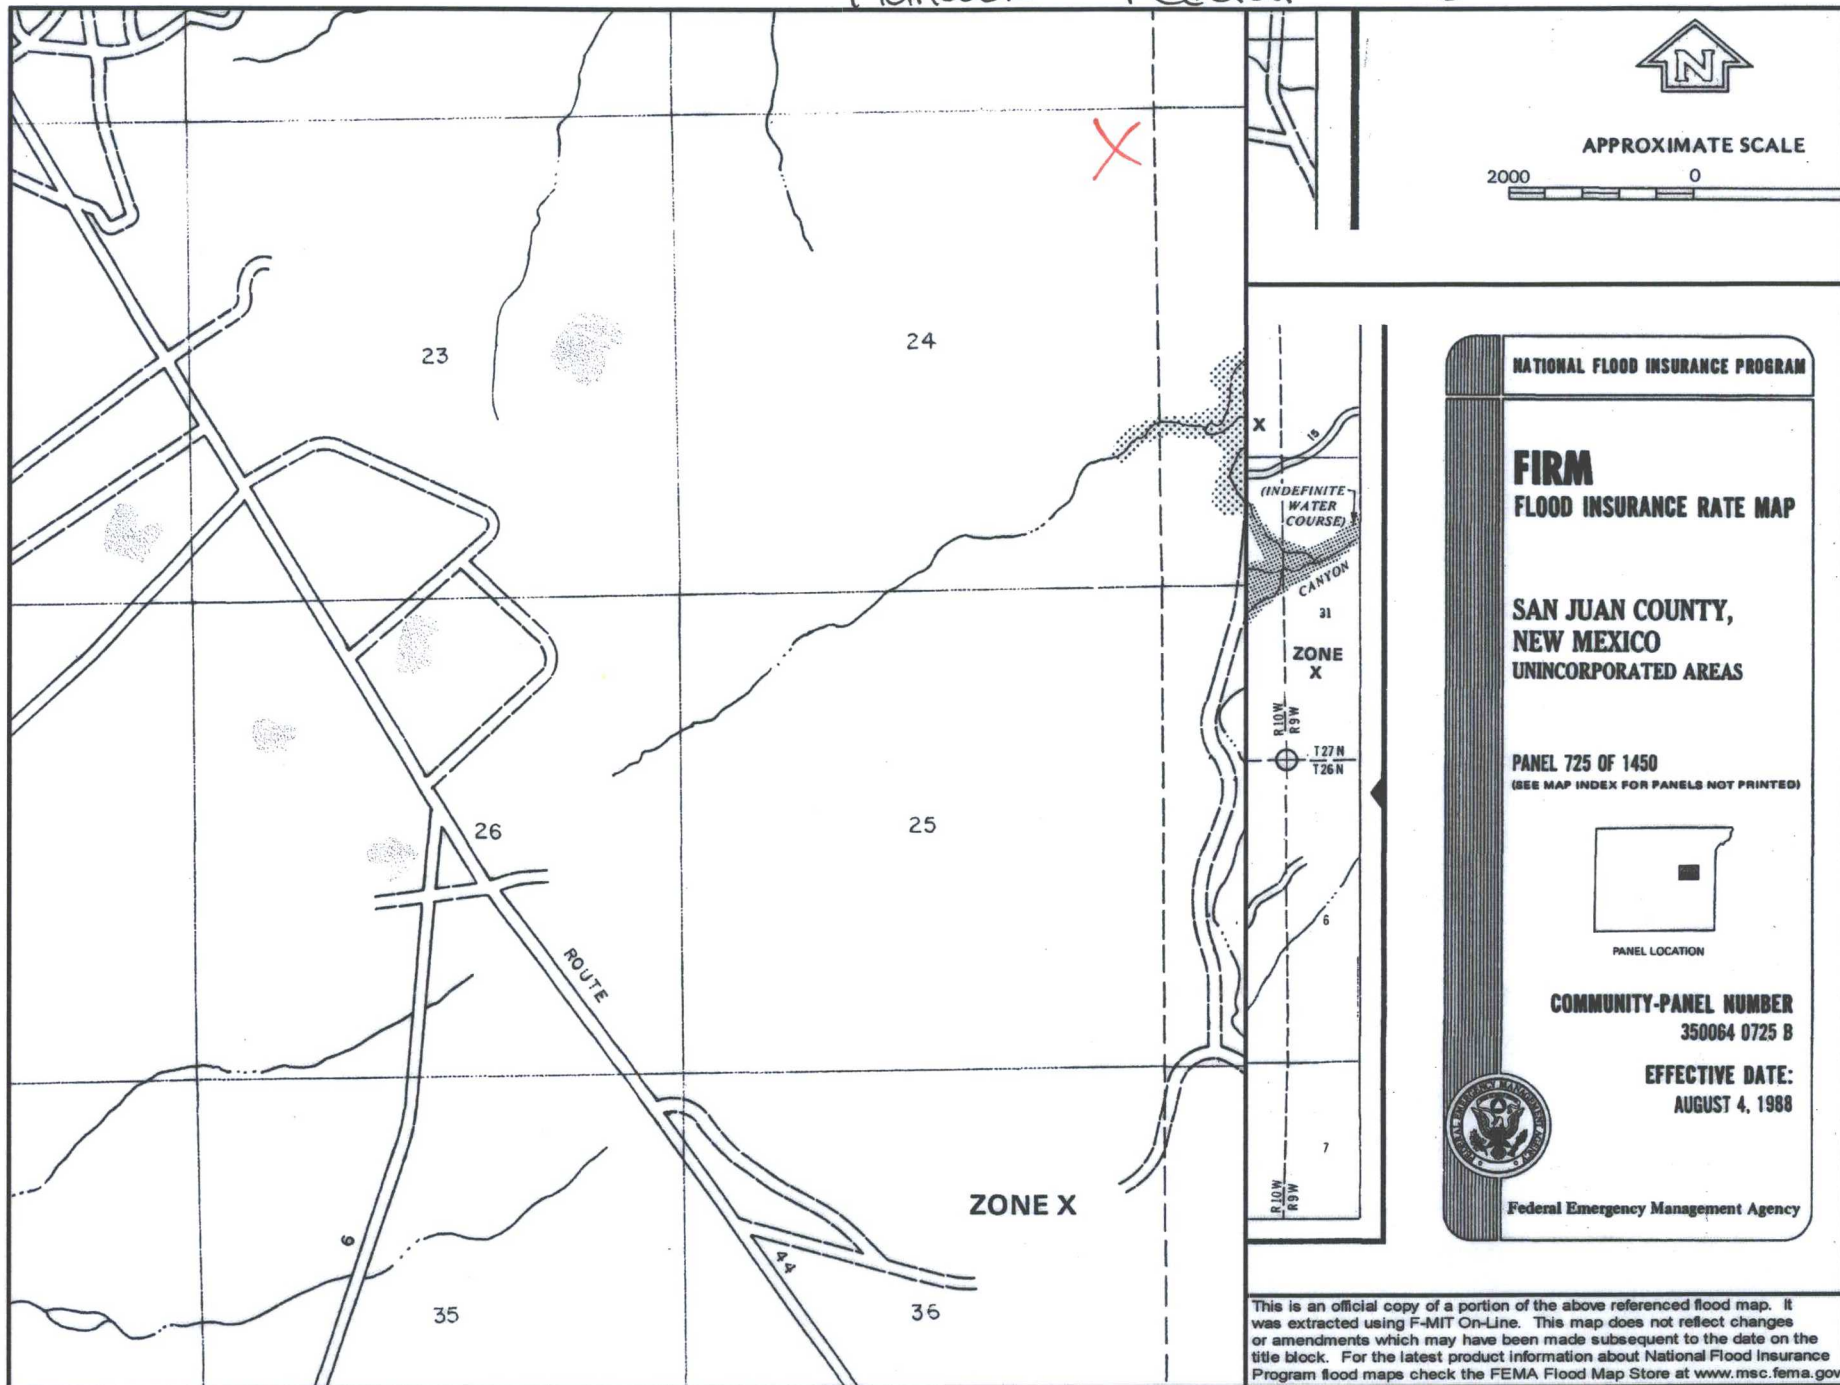 N
APPROXIMATE SCALE
2000 0
23
24
26
25
ROUTE
9
44
ZONE X
35
36
X
15
(INDEFINITE
WATER
COURSE)
CANYON
31
ZONE
X
R10W
R9W
T27N
T26N
6
7
R10W
R9W
NATIONAL FLOOD INSURANCE PROGRAM
FIRM
FLOOD INSURANCE RATE MAP
SAN JUAN COUNTY,
NEW MEXICO
UNINCORPORATED AREAS
PANEL 725 OF 1450
(SEE MAP INDEX FOR PANELS NOT PRINTED)
PANEL LOCATION
COMMUNITY-PANEL NUMBER
350064 0725 B
EFFECTIVE DATE:
AUGUST 4, 1988
FEDERAL EMERGENCY MANAGEMENT AGENCY
Federal Emergency Management Agency
This is an official copy of a portion of the above referenced flood map. It
was extracted using F-MIT On-Line. This map does not reflect changes
or amendments which may have been made subsequent to the date on the
title block. For the latest product information about National Flood Insurance
Program flood maps check the FEMA Flood Map Store at www.msc.fema.gov